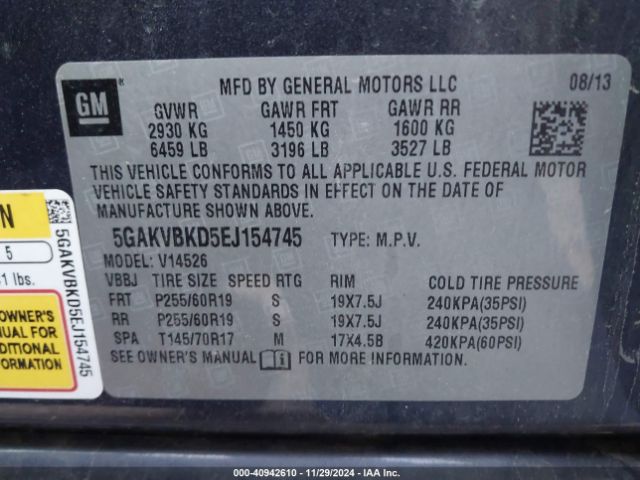 GM
MFD BY GENERAL MOTORS LLC 08/13
GVWR GAWR FRT GAWR RR
2930 KG 1450 KG 1600 KG
6459 LB 3196 LB 3527 LB
THIS VEHICLE CONFORMS TO ALL APPLICABLE U.S. FEDERAL MOTOR
VEHICLE SAFETY STANDARDS IN EFFECT ON THE DATE OF
MANUFACTURE SHOWN ABOVE.
5GAKVBKD5EJ154745 TYPE: M.P.V.
MODEL: V14526
VBBJ TIRE SIZE SPEED RTG RIM COLD TIRE PRESSURE
FRT P255/60R19 S 19X7.5J 240KPA(35PSI)
RR P255/60R19 S 19X7.5J 240KPA(35PSI)
SPA T145/70R17 M 17X4.5B 420KPA(60PSI)
SEE OWNER'S MANUAL FOR MORE INFORMATION.
N
5
1 lbs.
OWNER'S
MANUAL FOR
DITIONAL
FORMATION
5GAKVBKD5EJ154745
000-40942610 - 11/29/2024 - IAA Inc.